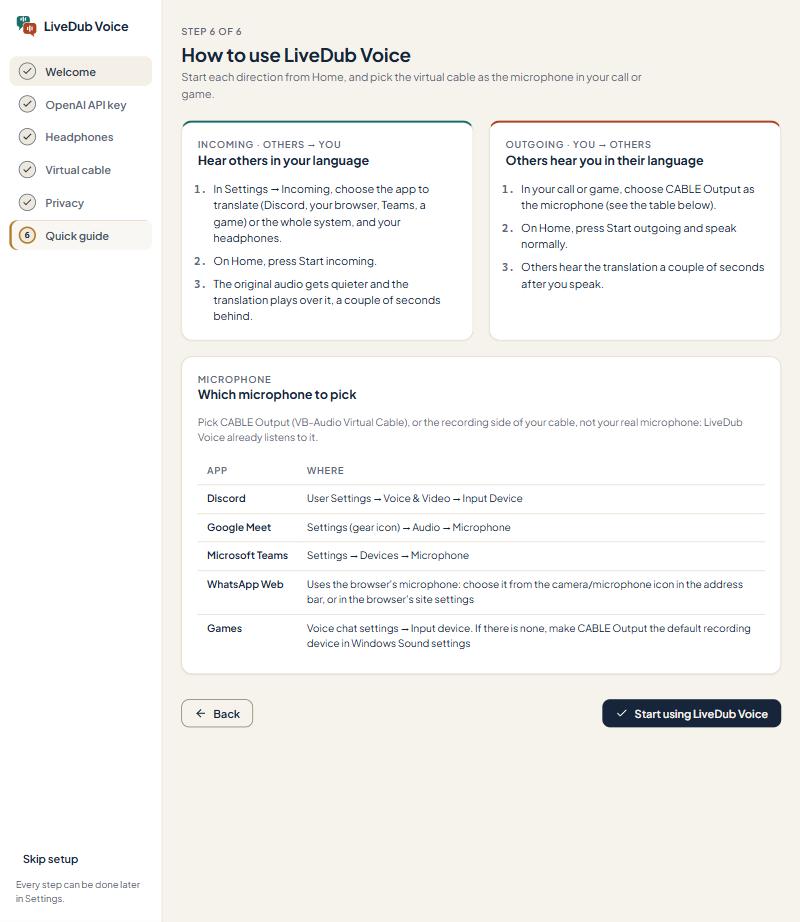 LiveDub Voice
Welcome
OpenAI API key
Headphones
Virtual cable
Privacy
6 Quick guide
Skip setup
Every step can be done later
in Settings.
STEP 6 OF 6
How to use LiveDub Voice
Start each direction from Home, and pick the virtual cable as the microphone in your call or
game.
INCOMING · OTHERS → YOU
Hear others in your language
1. In Settings → Incoming, choose the app to
translate (Discord, your browser, Teams, a
game) or the whole system, and your
headphones.
2. On Home, press Start incoming.
3. The original audio gets quieter and the
translation plays over it, a couple of seconds
behind.
OUTGOING · YOU → OTHERS
Others hear you in their language
1. In your call or game, choose CABLE Output as
the microphone (see the table below).
2. On Home, press Start outgoing and speak
normally.
3. Others hear the translation a couple of seconds
after you speak.
MICROPHONE
Which microphone to pick
Pick CABLE Output (VB-Audio Virtual Cable), or the recording side of your cable, not your real microphone: LiveDub
Voice already listens to it.
APP WHERE
Discord User Settings → Voice & Video → Input Device
Google Meet Settings (gear icon) → Audio → Microphone
Microsoft Teams Settings → Devices → Microphone
WhatsApp Web Uses the browser's microphone: choose it from the camera/microphone icon in the address
bar, or in the browser's site settings
Games Voice chat settings → Input device. If there is none, make CABLE Output the default recording
device in Windows Sound settings
← Back
Start using LiveDub Voice